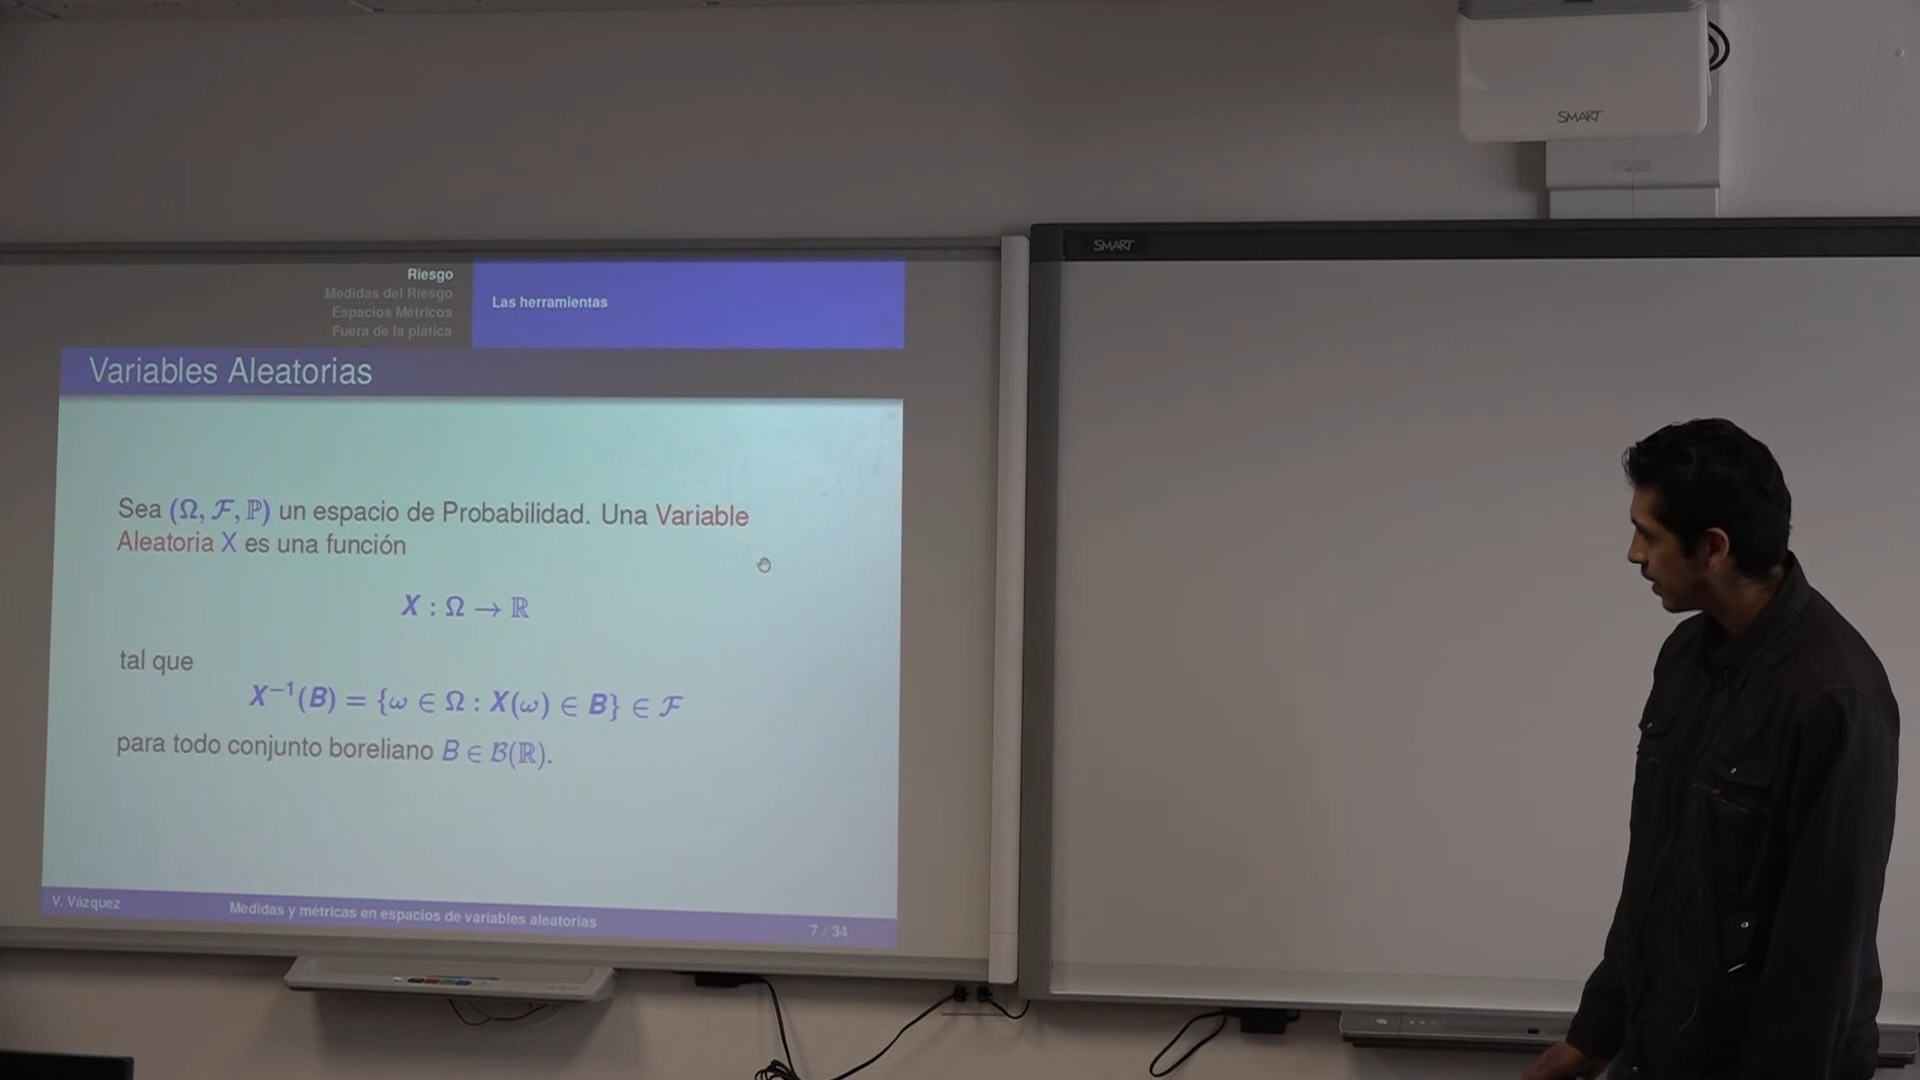 SMART
SMART
Riesgo
Medidas del Riesgo
Espacios Métricos
Fuera de la plática
Las herramientas
Variables Aleatorias
Sea (Ω, ℱ, ℙ) un espacio de Probabilidad. Una Variable
Aleatoria X es una función
X : Ω → ℝ
tal que
X⁻¹(B) = {ω ∈ Ω : X(ω) ∈ B} ∈ ℱ
para todo conjunto boreliano B ∈ ℬ(ℝ).
V. Vázquez
Medidas y métricas en espacios de variables aleatorias
7 / 34